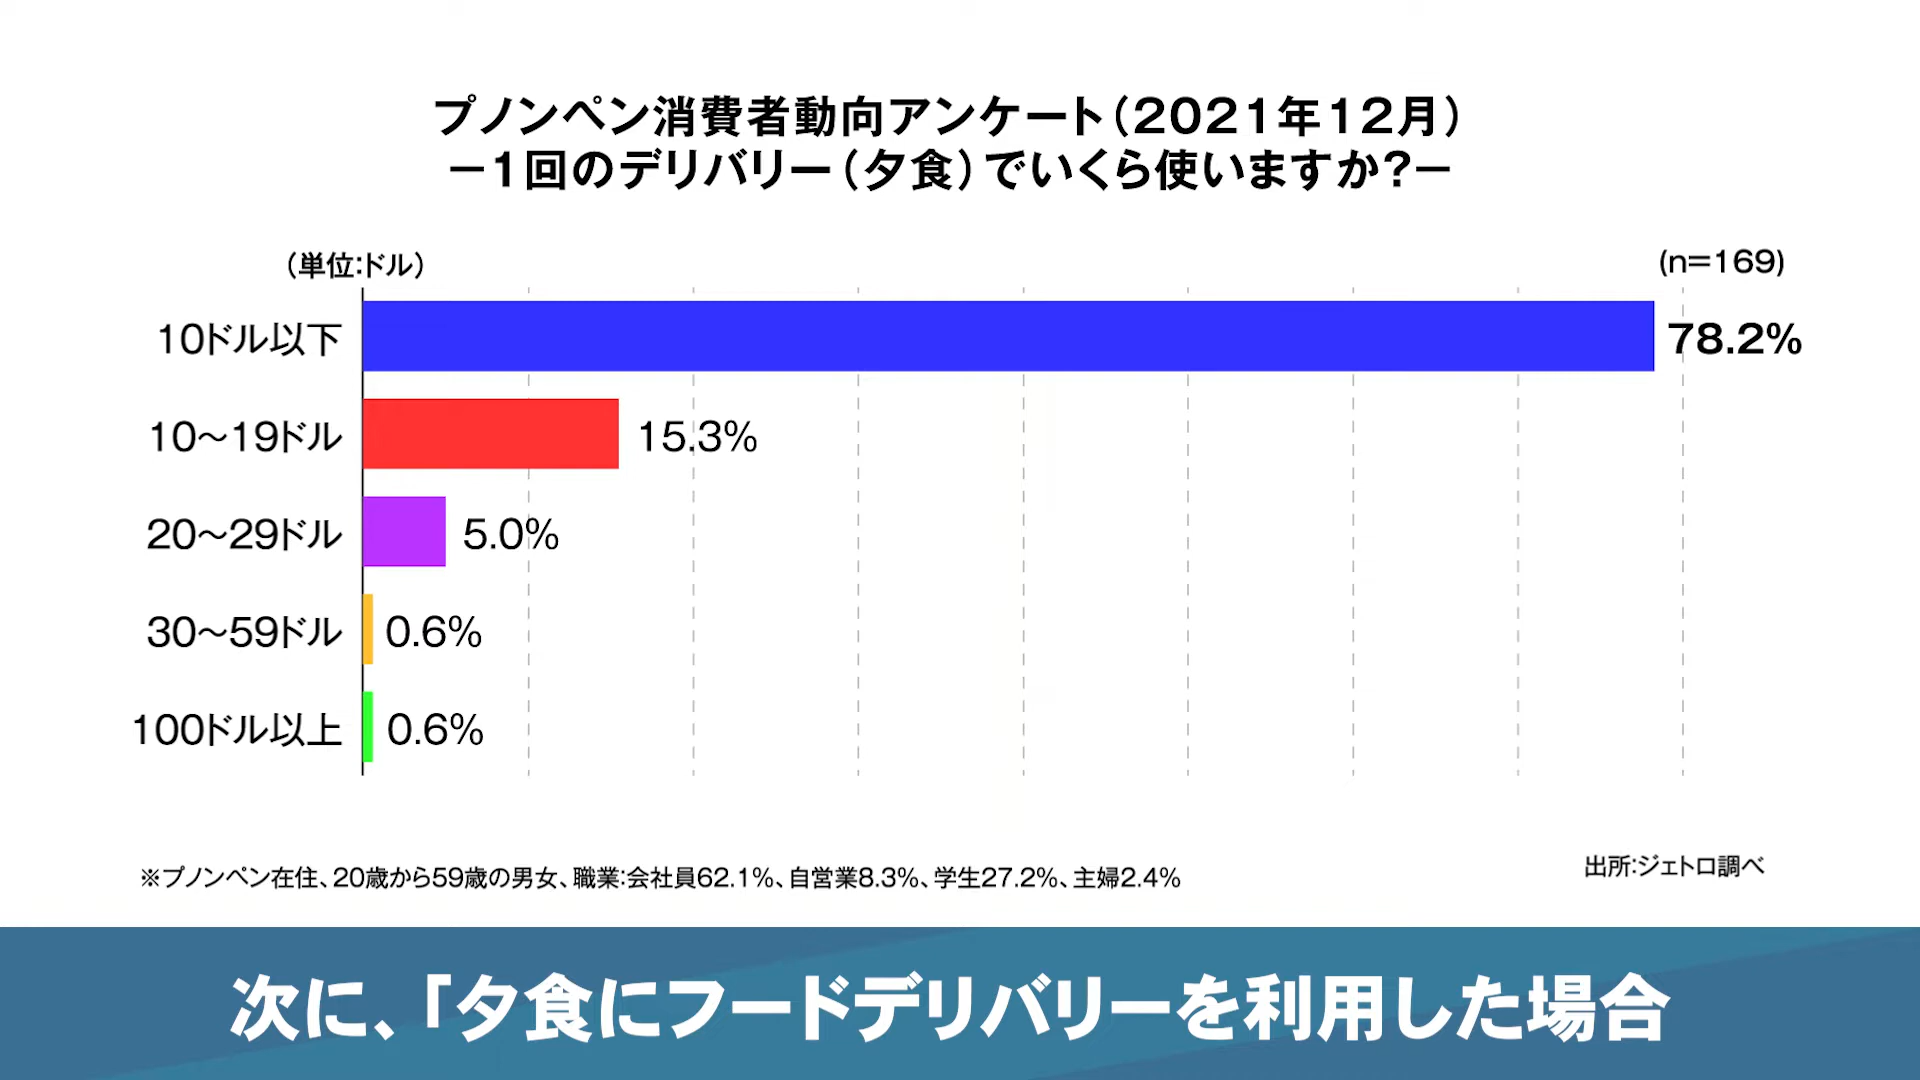 プノンペン消費者動向アンケート（2021年12月）
－1回のデリバリー（夕食）でいくら使いますか？－
（単位：ドル）
(n=169)
10ドル以下
78.2%
10～19ドル
15.3%
20～29ドル
5.0%
30～59ドル
0.6%
100ドル以上
0.6%
※プノンペン在住、20歳から59歳の男女、職業：会社員62.1%、自営業8.3%、学生27.2%、主婦2.4%
出所：ジェトロ調べ
次に、「夕食にフードデリバリーを利用した場合